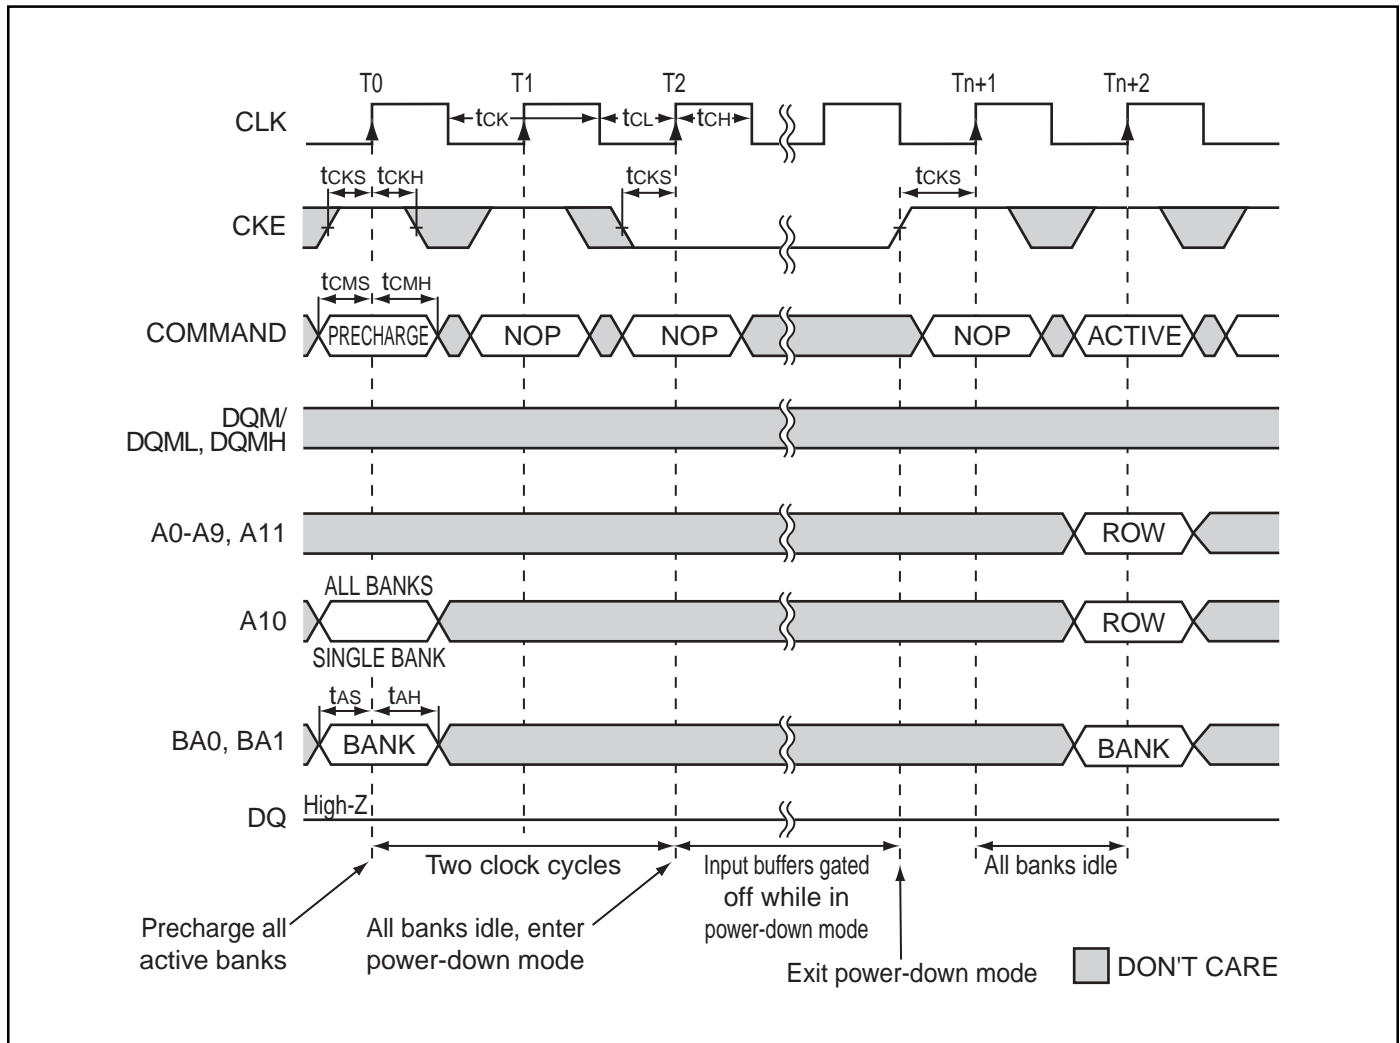 T0 T1 T2 Tn+1 Tn+2
CLK tCK tCL tCH
tCKS tCKH tCKS tCKS
CKE
tCMS tCMH
COMMAND PRECHARGE NOP NOP NOP ACTIVE
DQM/
DQML, DQMH
A0-A9, A11 ROW
ALL BANKS
A10 ROW
SINGLE BANK
tAS tAH
BA0, BA1 BANK BANK
High-Z
DQ
Two clock cycles
Input buffers gated
off while in
power-down mode
All banks idle
Precharge all
active banks
All banks idle, enter
power-down mode
Exit power-down mode
DON'T CARE